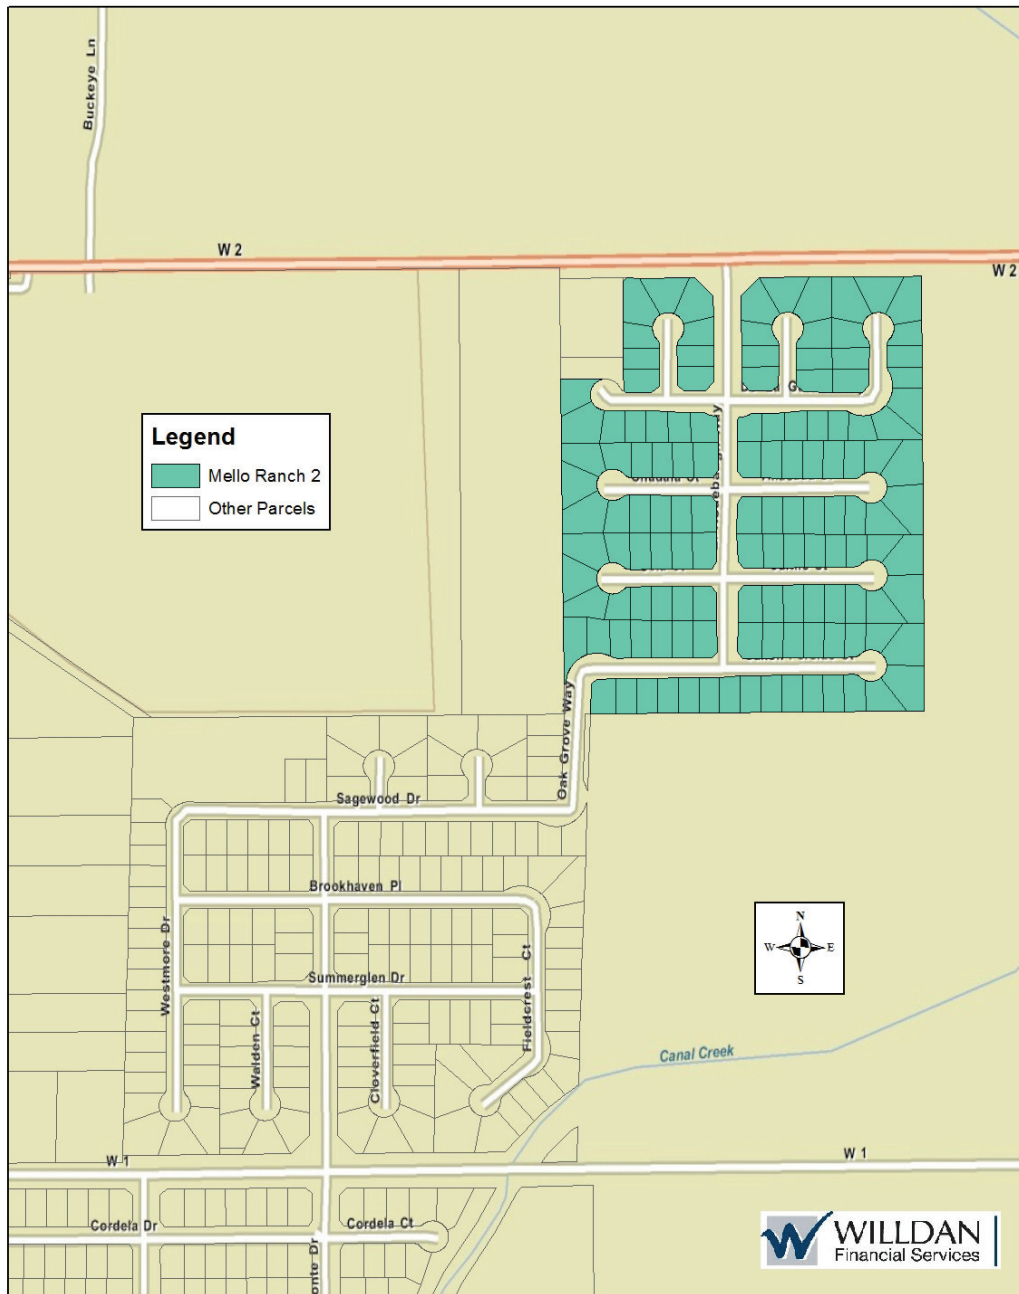 Buckeye Ln
W 2
W 2
Legend
Mello Ranch 2
Other Parcels
Oak Grove Way
Sagewood Dr
Brookhaven Pl
Westmore Dr
Summerglen Dr
Fieldcrest Ct
Walden Ct
Cloverfield Ct
N
W
E
S
Canal Creek
W 1
W 1
Cordela Dr
Cordela Ct
WILLDAN
Financial Services